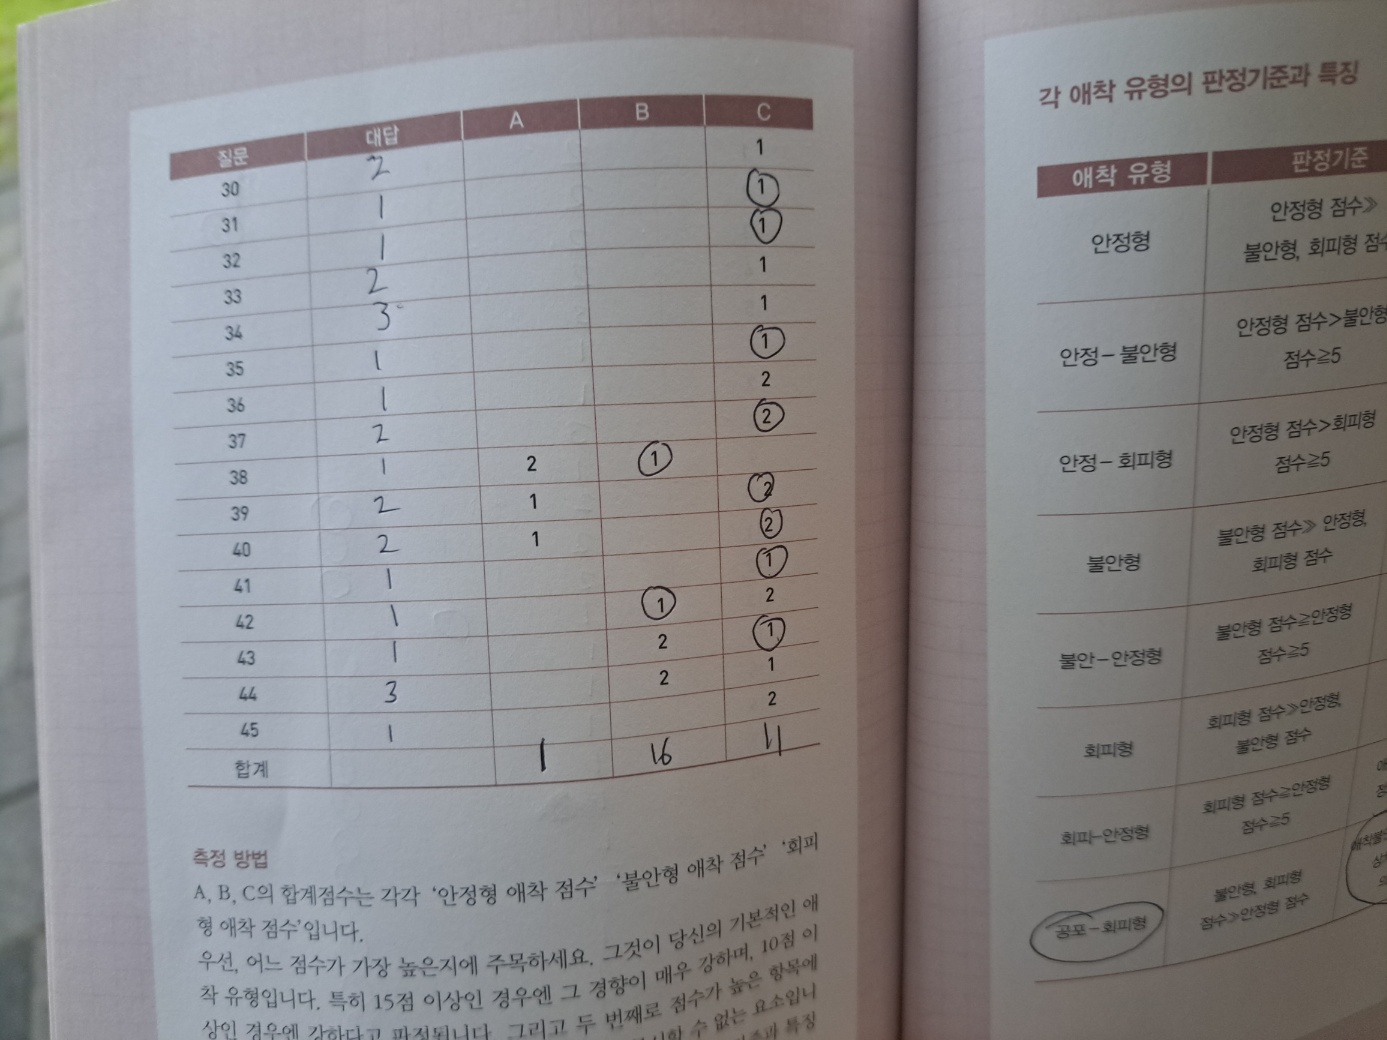 질문 대답 A B C
30 2 1
31 1 1
32 1 1
33 2 1
34 3 1
35 1 1
36 1 2
37 2 2
38 1 2 1
39 2 1 2
40 2 1 2
41 1 1
42 1 1 2
43 1 2 1
44 3 2 1
45 1 2
합계 1 16 11
측정 방법
A, B, C의 합계점수는 각각 '안정형 애착 점수' '불안형 애착 점수' '회피
형 애착 점수'입니다.
우선, 어느 점수가 가장 높은지에 주목하세요. 그것이 당신의 기본적인 애
착 유형입니다. 특히 15점 이상인 경우엔 그 경향이 매우 강하며, 10점 이
상인 경우엔 강하다고 판정됩니다. 그리고 두 번째로 점수가 높은 항목에
수 없는 요소입니
특징
각 애착 유형의 판정기준과 특징
애착 유형 판정기준
안정형 안정형 점수≫
불안형, 회피형
안정-불안형 안정형 점수>불안형
점수≧5
안정-회피형 안정형 점수>회피형
점수≧5
불안형 불안형 점수≫ 안정형,
회피형 점수
불안-안정형 불안형 점수≧안정형
점수≧5
회피형 회피형 점수≫안정형,
불안형 점수
회피-안정형 회피형 점수≧안정형
점수≧5
공포-회피형 불안형, 회피형
점수≫안정형 점수